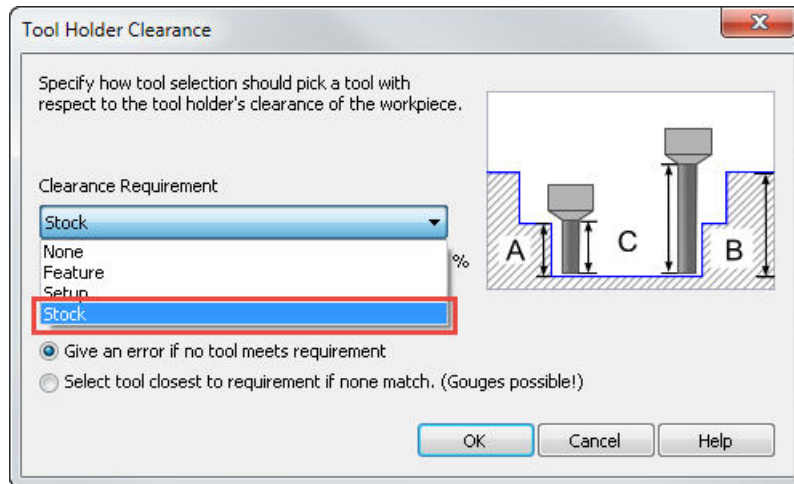 Tool Holder Clearance
Specify how tool selection should pick a tool with
respect to the tool holder's clearance of the workpiece.
Clearance Requirement
Stock
None
Feature
Setup
Stock
%
A
C
B
Give an error if no tool meets requirement
Select tool closest to requirement if none match. (Gouges possible!)
OK
Cancel
Help